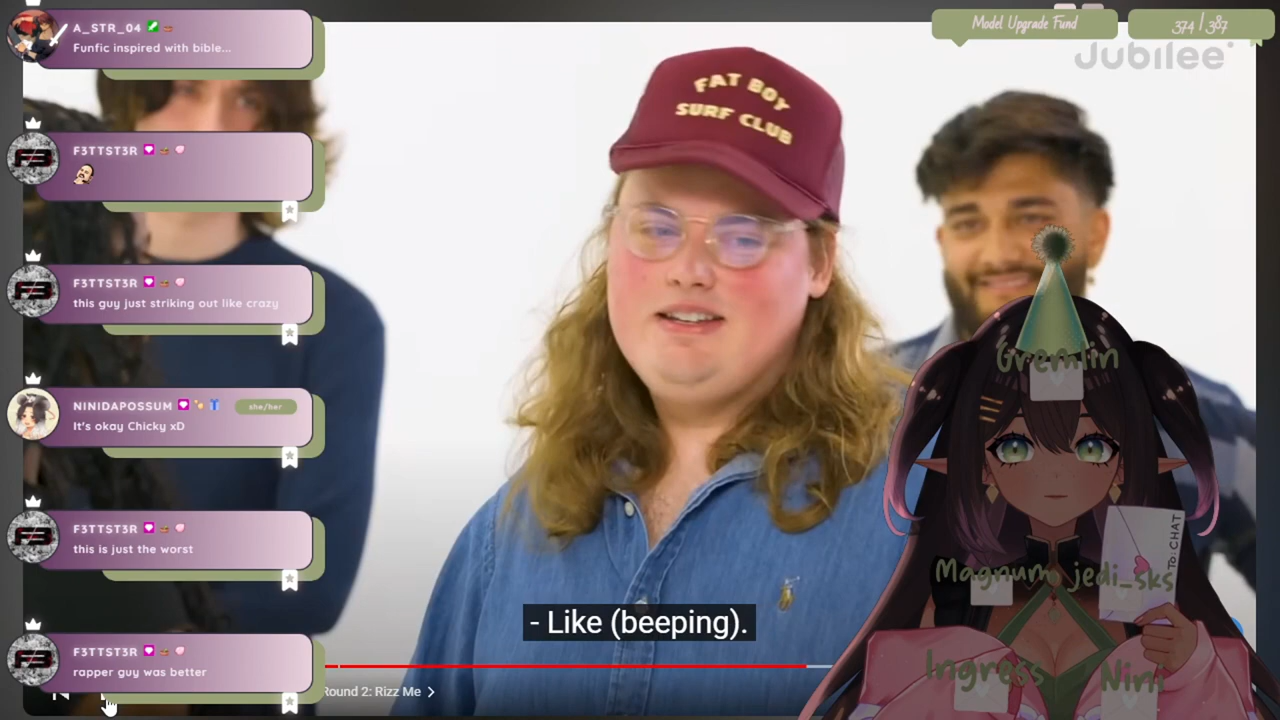 A_STR_04
Funfic inspired with bible...
F3TTST3R
F3TTST3R
this guy just striking out like crazy
NINIDAPOSSUM she/her
It's okay Chicky xD
F3TTST3R
this is just the worst
F3TTST3R
rapper guy was better
Model Upgrade Fund
374 / 387
Jubilee
FAT BOY
SURF CLUB
Gremlin
TO: CHAT
Magnum_jedi_sks
Ingress
Nini
- Like (beeping).
Round 2: Rizz Me